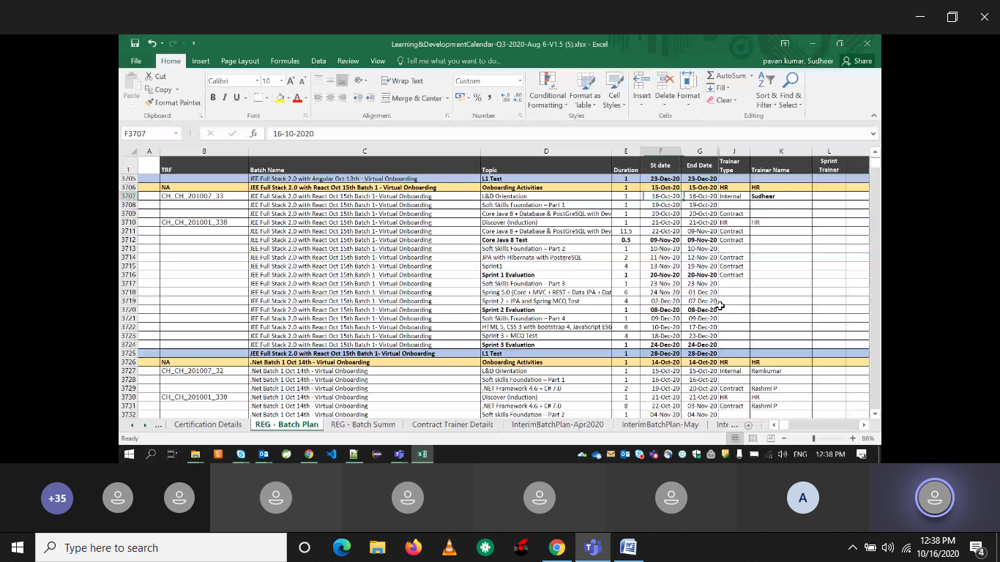 Learning&DevelopmentCalendar-Q3-2020-Aug 6-V1.5 (5).xlsx - Excel
File Home Insert Page Layout Formulas Data Review View Tell me what you want to do... pavan kumar, Sudheer Share
Paste Cut Copy Format Painter Clipboard
Calibri 10 B I U Font
Wrap Text Merge & Center Alignment
Custom % Number
Conditional Formatting Format as Table Cell Styles Styles
Insert Delete Format Cells
AutoSum Fill Clear Sort & Filter Find & Select Editing
F3707 fx 16-10-2020
A B C D E F G J K L
1 TRF Batch Name Topic Duration St date End Date Trainer Type Trainer Name Sprint Trainer
3705 JEE Full Stack 2.0 with Angular Oct 13th - Virtual Onboarding L1 Test 1 23-Dec-20 23-Dec-20
3706 NA JEE Full Stack 2.0 with React Oct 15th Batch 1 - Virtual Onboarding Onboarding Activities 1 15-Oct-20 15-Oct-20 HR HR
3707 CH_CH_201007_33 JEE Full Stack 2.0 with React Oct 15th Batch 1- Virtual Onboarding L&D Orientation 1 16-Oct-20 16-Oct-20 Internal Sudheer
3708 JEE Full Stack 2.0 with React Oct 15th Batch 1- Virtual Onboarding Soft Skills Foundation – Part 1 1 19-Oct-20 19-Oct-20
3709 JEE Full Stack 2.0 with React Oct 15th Batch 1- Virtual Onboarding Core Java 8 + Database & PostGreSQL with Dev 1 20-Oct-20 20-Oct-20 Contract
3710 CH_CH_201001_338 JEE Full Stack 2.0 with React Oct 15th Batch 1- Virtual Onboarding Discover (Induction) 1 21-Oct-20 21-Oct-20 HR HR
3711 JEE Full Stack 2.0 with React Oct 15th Batch 1- Virtual Onboarding Core Java 8 + Database & PostGreSQL with Dev 11.5 22-Oct-20 09-Nov-20 Contract
3712 JEE Full Stack 2.0 with React Oct 15th Batch 1- Virtual Onboarding Core Java 8 Test 0.5 09-Nov-20 09-Nov-20 Contract
3713 JEE Full Stack 2.0 with React Oct 15th Batch 1- Virtual Onboarding Soft Skills Foundation – Part 2 1 10-Nov-20 10-Nov-20
3714 JEE Full Stack 2.0 with React Oct 15th Batch 1- Virtual Onboarding JPA with Hibernate with PostgreSQL 2 11-Nov-20 12-Nov-20 Contract
3715 JEE Full Stack 2.0 with React Oct 15th Batch 1- Virtual Onboarding Sprint1 4 13-Nov-20 19-Nov-20 Contract
3716 JEE Full Stack 2.0 with React Oct 15th Batch 1- Virtual Onboarding Sprint 1 Evaluation 1 20-Nov-20 20-Nov-20 Contract
3717 JEE Full Stack 2.0 with React Oct 15th Batch 1- Virtual Onboarding Soft Skills Foundation – Part 3 1 23-Nov-20 23-Nov-20
3718 JEE Full Stack 2.0 with React Oct 15th Batch 1- Virtual Onboarding Spring 5.0 (Core + MVC + REST + Data JPA + Dat 6 24-Nov-20 01-Dec-20
3719 JEE Full Stack 2.0 with React Oct 15th Batch 1- Virtual Onboarding Sprint 2 + JPA and Spring MCQ Test 4 02-Dec-20 07-Dec-20
3720 JEE Full Stack 2.0 with React Oct 15th Batch 1- Virtual Onboarding Sprint 2 Evaluation 1 08-Dec-20 08-Dec-20
3721 JEE Full Stack 2.0 with React Oct 15th Batch 1- Virtual Onboarding Soft Skills Foundation – Part 4 1 09-Dec-20 09-Dec-20
3722 JEE Full Stack 2.0 with React Oct 15th Batch 1- Virtual Onboarding HTML 5, CSS 3 with bootstrap 4, JavaScript ES6 6 10-Dec-20 17-Dec-20
3723 JEE Full Stack 2.0 with React Oct 15th Batch 1- Virtual Onboarding Sprint 3 + MCQ Test 4 18-Dec-20 23-Dec-20
3724 JEE Full Stack 2.0 with React Oct 15th Batch 1- Virtual Onboarding Sprint 3 Evaluation 1 24-Dec-20 24-Dec-20
3725 JEE Full Stack 2.0 with React Oct 15th Batch 1- Virtual Onboarding L1 Test 1 28-Dec-20 28-Dec-20
3726 NA .Net Batch 1 Oct 14th - Virtual Onboarding Onboarding Activities 1 14-Oct-20 14-Oct-20 HR HR
3727 CH_CH_201007_32 .Net Batch 1 Oct 14th - Virtual Onboarding L&D Orientation 1 15-Oct-20 15-Oct-20 Internal Ramkumar
3728 .Net Batch 1 Oct 14th - Virtual Onboarding Soft skills Foundation – Part 1 1 16-Oct-20 16-Oct-20
3729 .Net Batch 1 Oct 14th - Virtual Onboarding .NET Framework 4.6 + C# 7.0 2 19-Oct-20 20-Oct-20 Contract Rashmi P
3730 CH_CH_201001_338 .Net Batch 1 Oct 14th - Virtual Onboarding Discover (Induction) 1 21-Oct-20 21-Oct-20 HR HR
3731 .Net Batch 1 Oct 14th - Virtual Onboarding .NET Framework 4.6 + C# 7.0 8 22-Oct-20 03-Nov-20 Contract Rashmi P
3732 .Net Batch 1 Oct 14th - Virtual Onboarding Soft skills Foundation – Part 2 1 04-Nov-20 04-Nov-20
... Certification Details REG - Batch Plan REG - Batch Summ Contract Trainer Details InterimBatchPlan-Apr2020 InterimBatchPlan-May Inte ...
Ready 86%
ENG 12:38 PM
+35 A
Type here to search 12:38 PM
10/16/2020 4